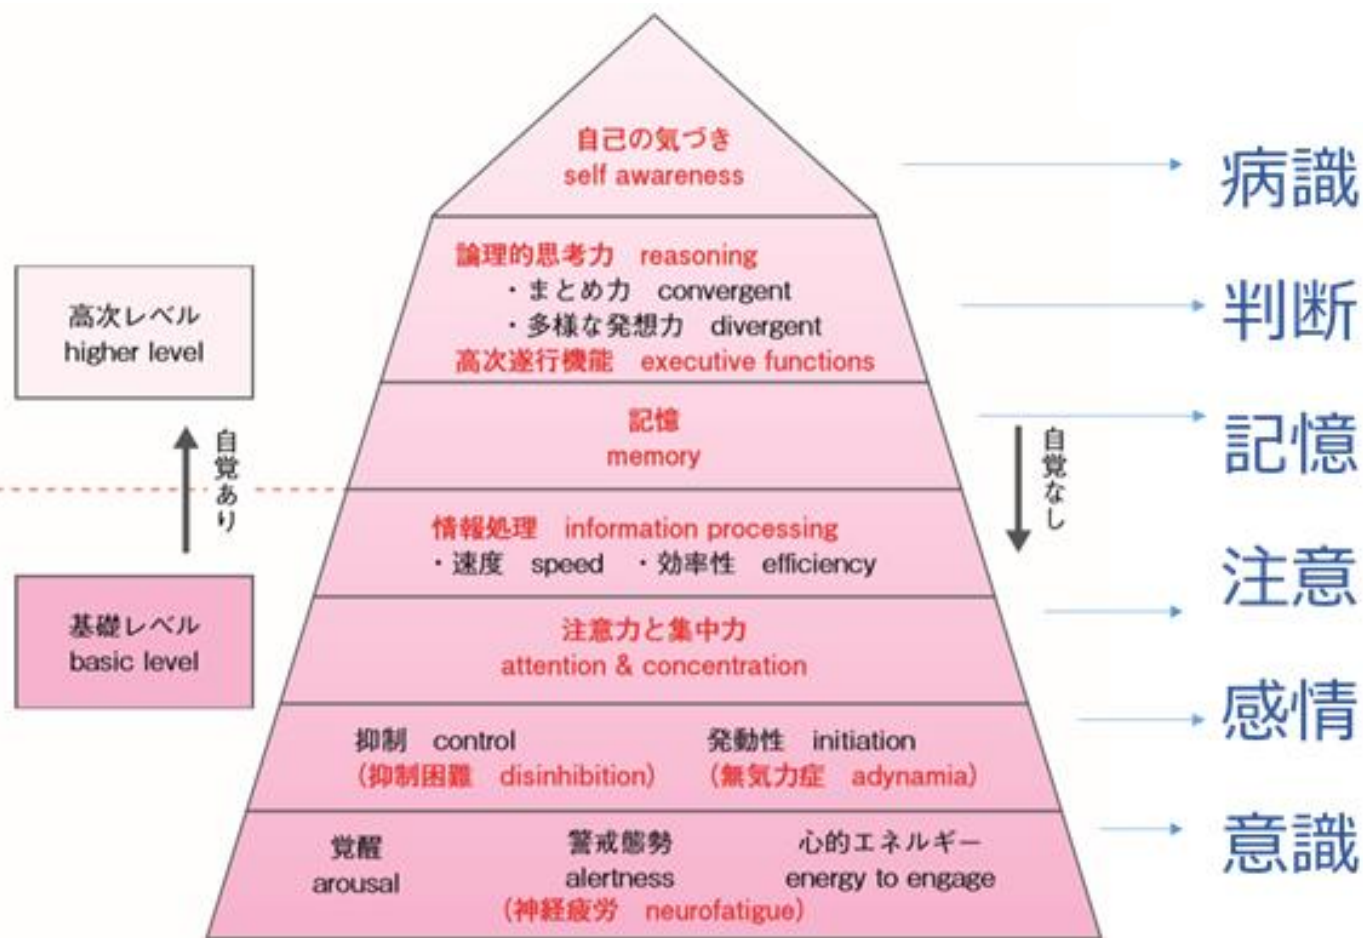 自己の気づき
self awareness
病識
論理的思考力 reasoning
・まとめ力 convergent
・多様な発想力 divergent
高次遂行機能 executive functions
判断
高次レベル
higher level
記憶
memory
記憶
自覚あり
自覚なし
情報処理 information processing
・速度 speed ・効率性 efficiency
注意
基礎レベル
basic level
注意力と集中力
attention & concentration
感情
抑制 control 発動性 initiation
(抑制困難 disinhibition) (無気力症 adynamia)
意識
覚醒 警戒態勢 心的エネルギー
arousal alertness energy to engage
(神経疲労 neurofatigue)